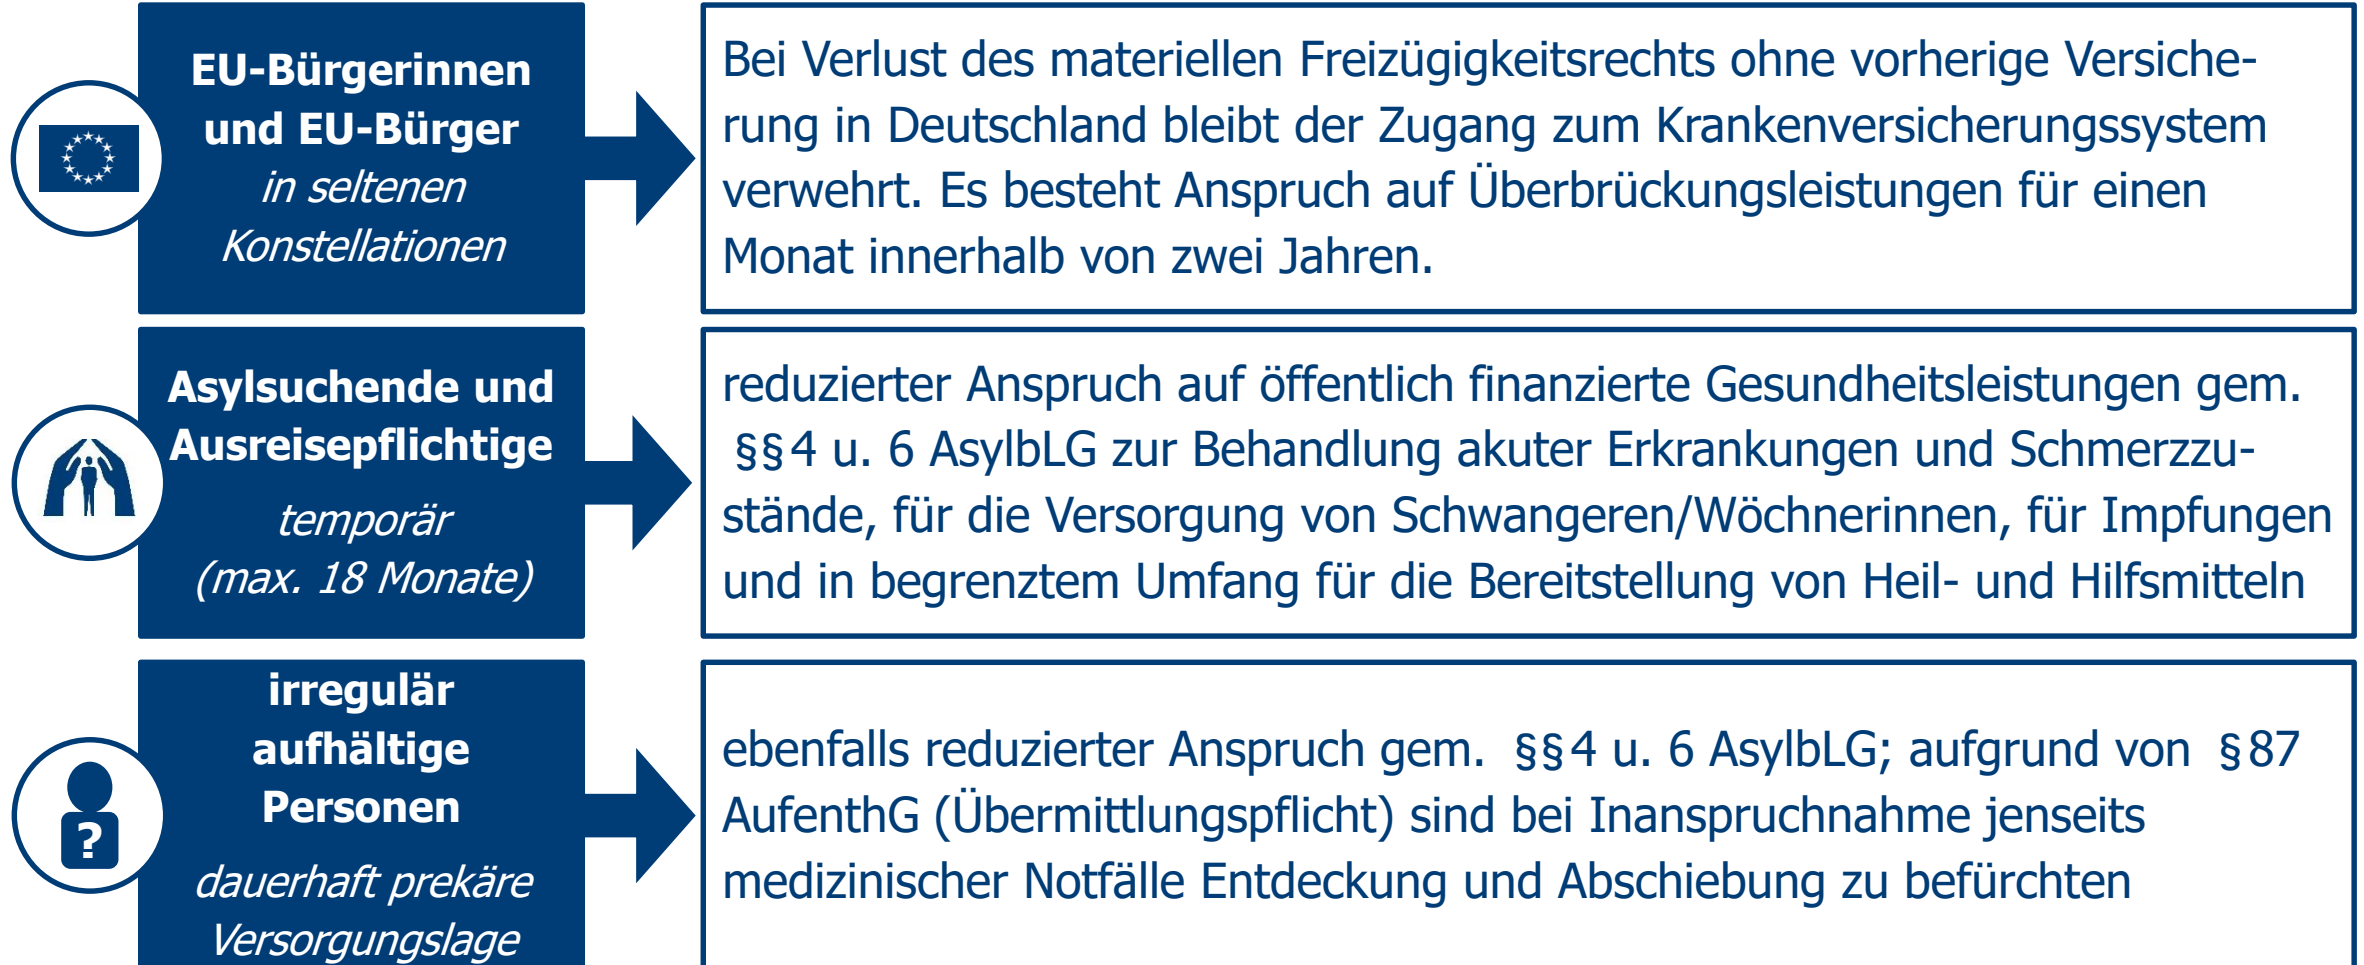 EU-Bürgerinnen
und EU-Bürger
in seltenen
Konstellationen
Bei Verlust des materiellen Freizügigkeitsrechts ohne vorherige Versiche-
rung in Deutschland bleibt der Zugang zum Krankenversicherungssystem
verwehrt. Es besteht Anspruch auf Überbrückungsleistungen für einen
Monat innerhalb von zwei Jahren.
Asylsuchende und
Ausreisepflichtige
temporär
(max. 18 Monate)
reduzierter Anspruch auf öffentlich finanzierte Gesundheitsleistungen gem.
§§4 u. 6 AsylbLG zur Behandlung akuter Erkrankungen und Schmerzzu-
stände, für die Versorgung von Schwangeren/Wöchnerinnen, für Impfungen
und in begrenztem Umfang für die Bereitstellung von Heil- und Hilfsmitteln
?
irregulär
aufhältige
Personen
dauerhaft prekäre
Versorgungslage
ebenfalls reduzierter Anspruch gem. §§4 u. 6 AsylbLG; aufgrund von §87
AufenthG (Übermittlungspflicht) sind bei Inanspruchnahme jenseits
medizinischer Notfälle Entdeckung und Abschiebung zu befürchten